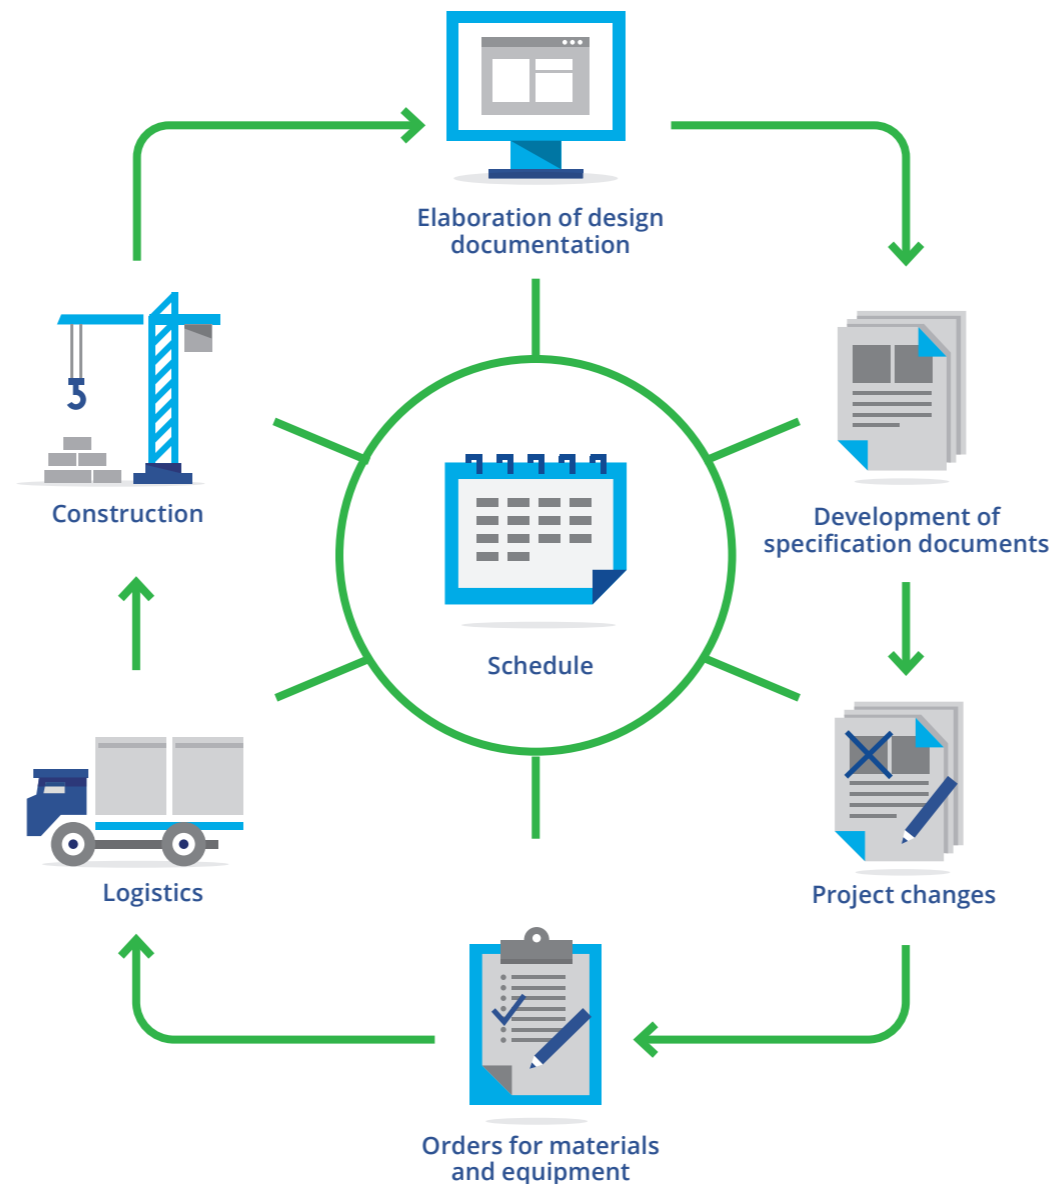 Elaboration of design
documentation
Development of
specification documents
Project changes
Orders for materials
and equipment
Logistics
Construction
Schedule